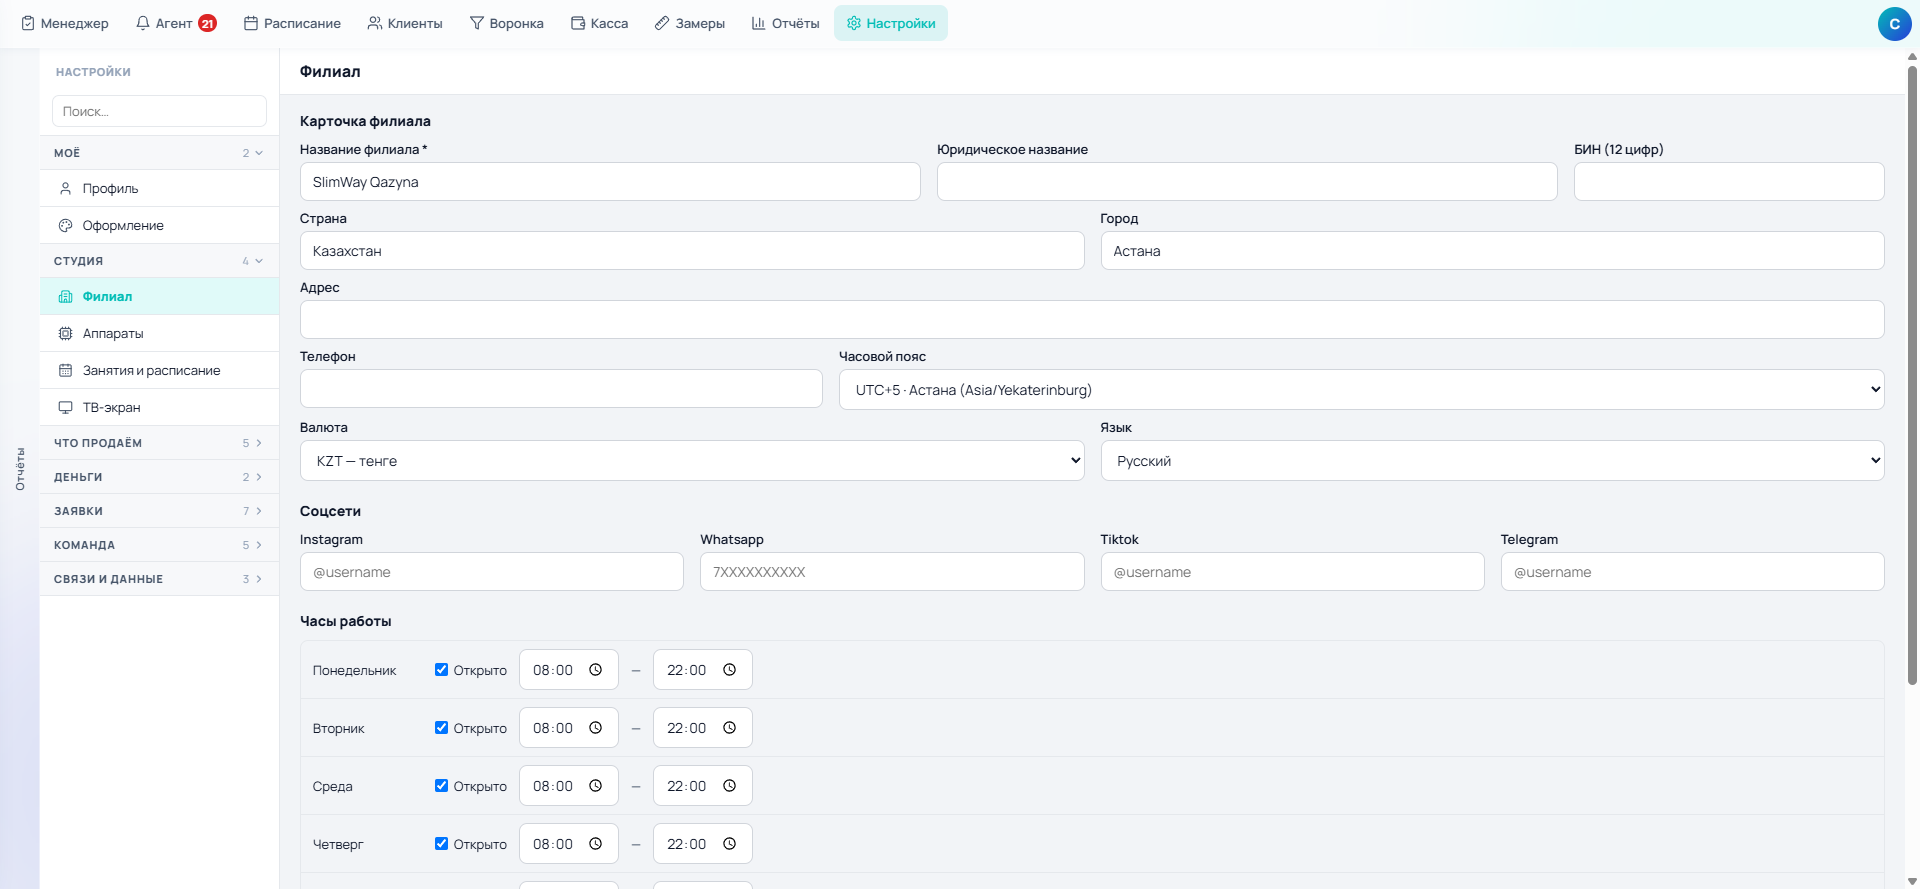 Менеджер Агент 21 Расписание Клиенты Воронка Касса Замеры Отчёты Настройки С
Отчёты
НАСТРОЙКИ
Поиск...
МОЁ 2
Профиль
Оформление
СТУДИЯ 4
Филиал
Аппараты
Занятия и расписание
ТВ-экран
ЧТО ПРОДАЁМ 5
ДЕНЬГИ 2
ЗАЯВКИ 7
КОМАНДА 5
СВЯЗИ И ДАННЫЕ 3
Филиал
Карточка филиала
Название филиала * Юридическое название БИН (12 цифр)
SlimWay Qazyna
Страна Город
Казахстан Астана
Адрес
Телефон Часовой пояс
UTC+5 · Астана (Asia/Yekaterinburg)
Валюта Язык
KZT — тенге Русский
Соцсети
Instagram Whatsapp Tiktok Telegram
@username 7XXXXXXXXXX @username @username
Часы работы
Понедельник Открыто 08:00 — 22:00
Вторник Открыто 08:00 — 22:00
Среда Открыто 08:00 — 22:00
Четверг Открыто 08:00 — 22:00